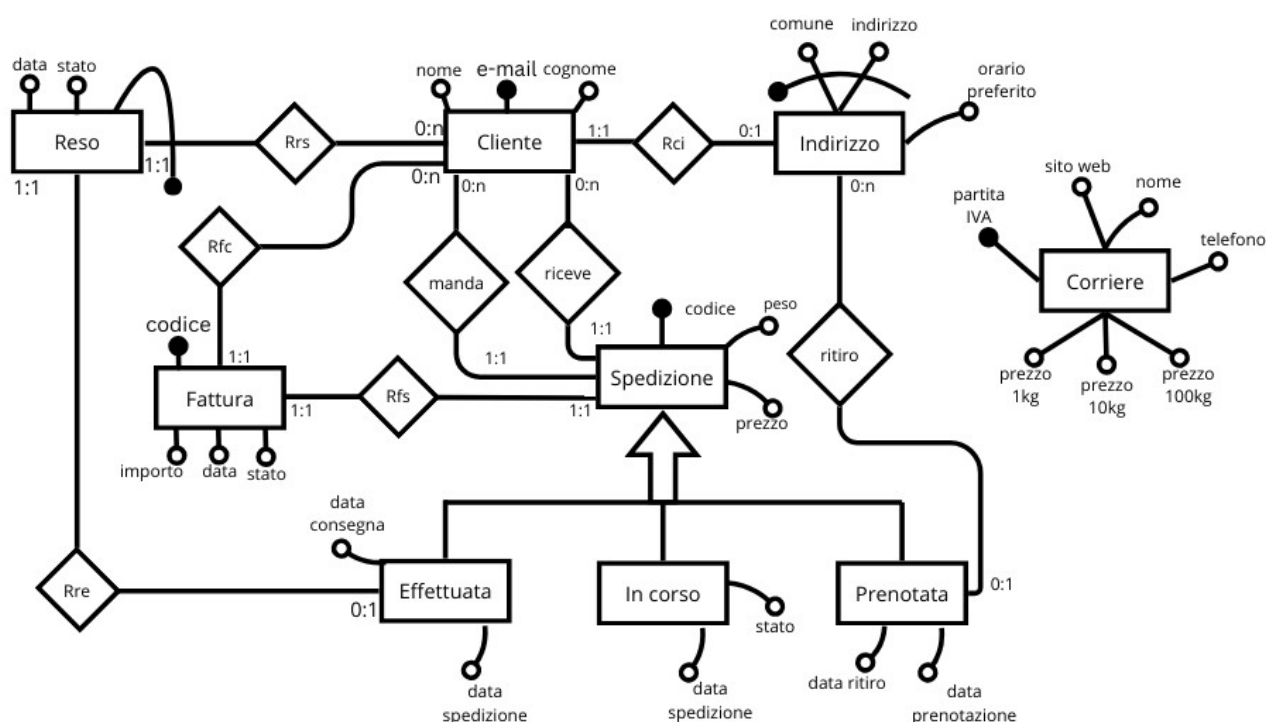 comune
indirizzo
data
stato
nome
e-mail
cognome
orario
preferito
Reso
Rrs
0:n
Cliente
1:1
Rci
0:1
Indirizzo
1:1
1:1
0:n
0:n
0:n
0:n
sito web
nome
partita
IVA
telefono
Rfc
manda
riceve
Corriere
codice
codice
peso
1:1
1:1
1:1
ritiro
prezzo
1kg
prezzo
10kg
prezzo
100kg
Fattura
1:1
Rfs
1:1
Spedizione
prezzo
importo
data
stato
data
consegna
Rre
0:1
Effettuata
In corso
Prenotata
0:1
stato
data
spedizione
data
spedizione
data ritiro
data
prenotazione